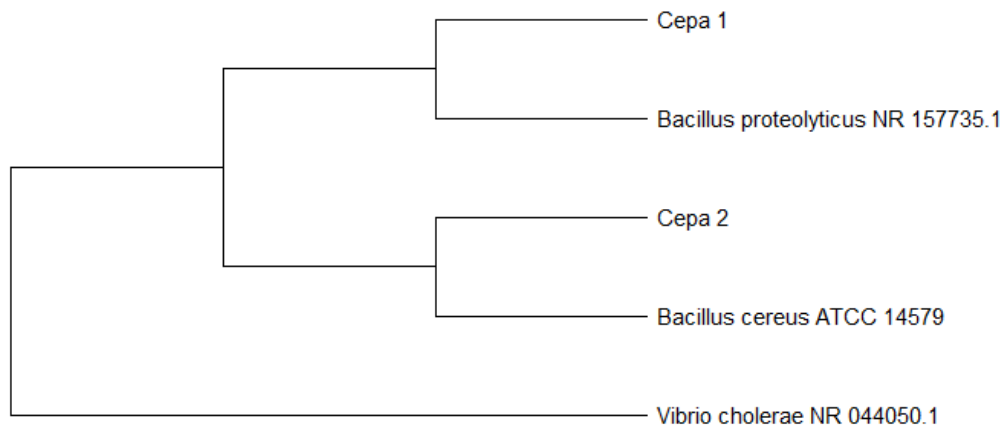 Cepa 1
Bacillus proteolyticus NR 157735.1
Cepa 2
Bacillus cereus ATCC 14579
Vibrio cholerae NR 044050.1